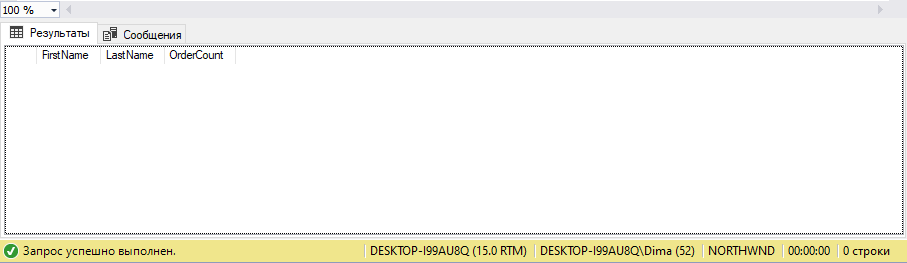 100 %
Результаты Сообщения
FirstName LastName OrderCount
Запрос успешно выполнен. DESKTOP-I99AU8Q (15.0 RTM) DESKTOP-I99AU8Q\Dima (52) NORTHWND 00:00:00 0 строки